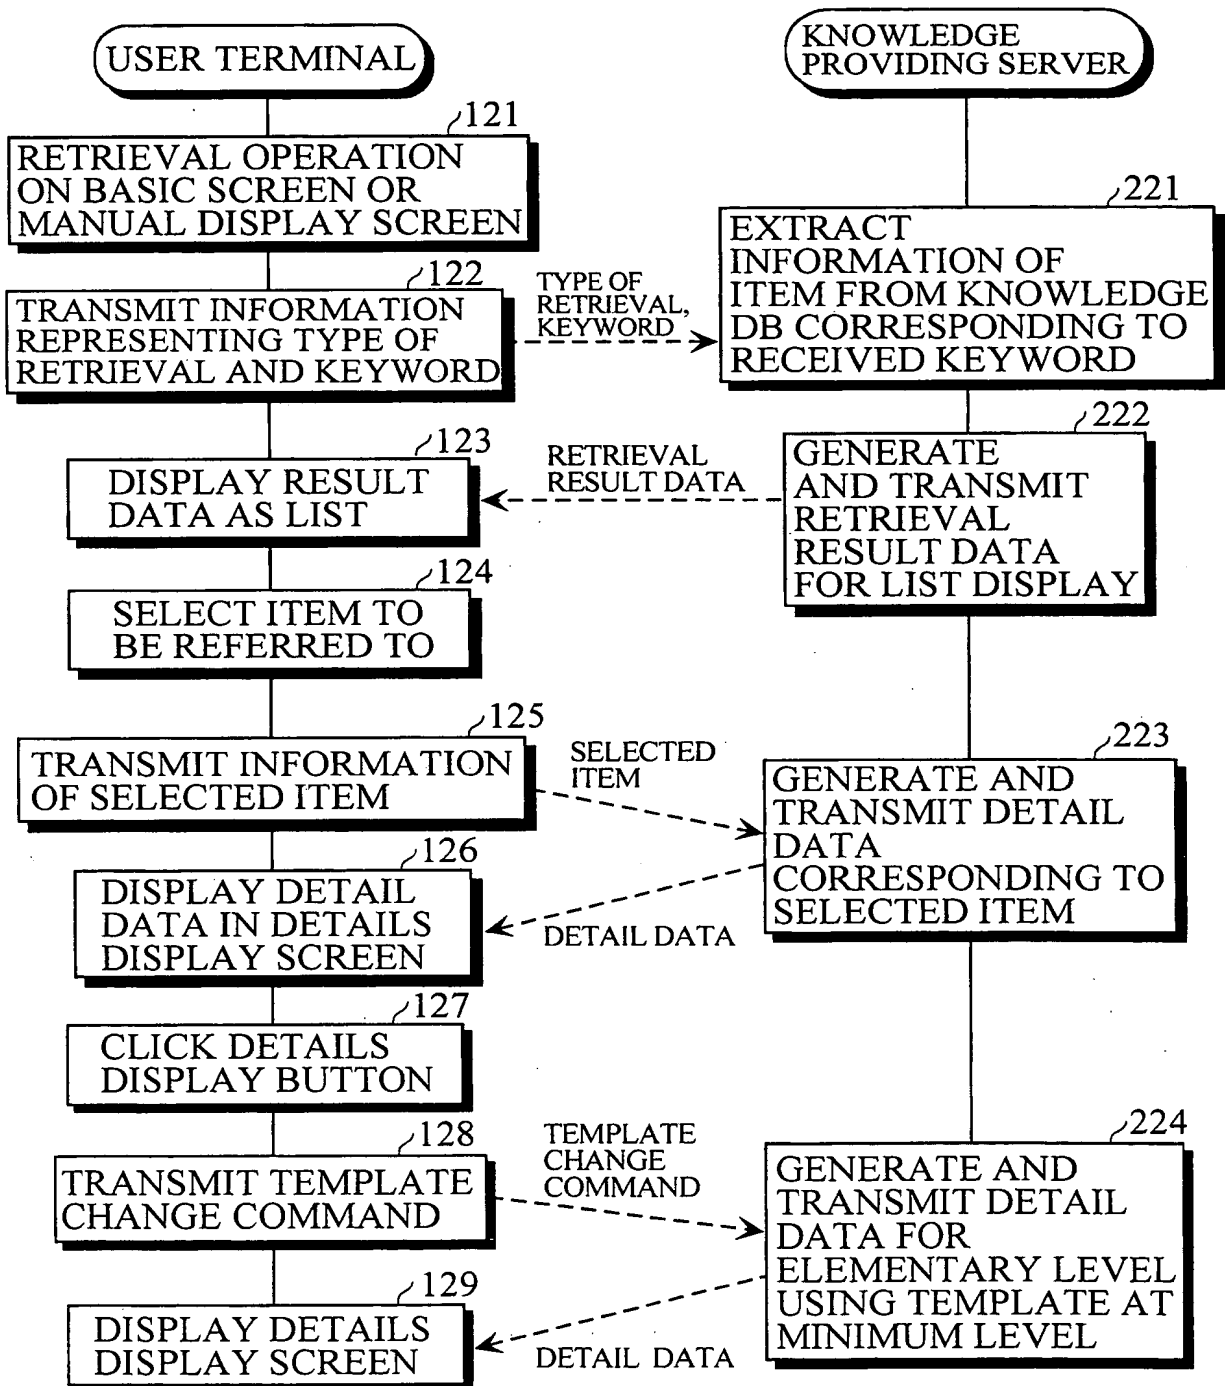 USER TERMINAL
KNOWLEDGE
PROVIDING SERVER
121
RETRIEVAL OPERATION
ON BASIC SCREEN OR
MANUAL DISPLAY SCREEN
122
TRANSMIT INFORMATION
REPRESENTING TYPE OF
RETRIEVAL AND KEYWORD
TYPE OF
RETRIEVAL,
KEYWORD
221
EXTRACT
INFORMATION OF
ITEM FROM KNOWLEDGE
DB CORRESPONDING TO
RECEIVED KEYWORD
123
DISPLAY RESULT
DATA AS LIST
RETRIEVAL
RESULT DATA
222
GENERATE
AND TRANSMIT
RETRIEVAL
RESULT DATA
FOR LIST DISPLAY
124
SELECT ITEM TO
BE REFERRED TO
125
TRANSMIT INFORMATION
OF SELECTED ITEM
SELECTED
ITEM
223
GENERATE AND
TRANSMIT DETAIL
DATA
CORRESPONDING TO
SELECTED ITEM
126
DISPLAY DETAIL
DATA IN DETAILS
DISPLAY SCREEN
DETAIL DATA
127
CLICK DETAILS
DISPLAY BUTTON
128
TRANSMIT TEMPLATE
CHANGE COMMAND
TEMPLATE
CHANGE
COMMAND
224
GENERATE AND
TRANSMIT DETAIL
DATA FOR
ELEMENTARY LEVEL
USING TEMPLATE AT
MINIMUM LEVEL
129
DISPLAY DETAILS
DISPLAY SCREEN
DETAIL DATA